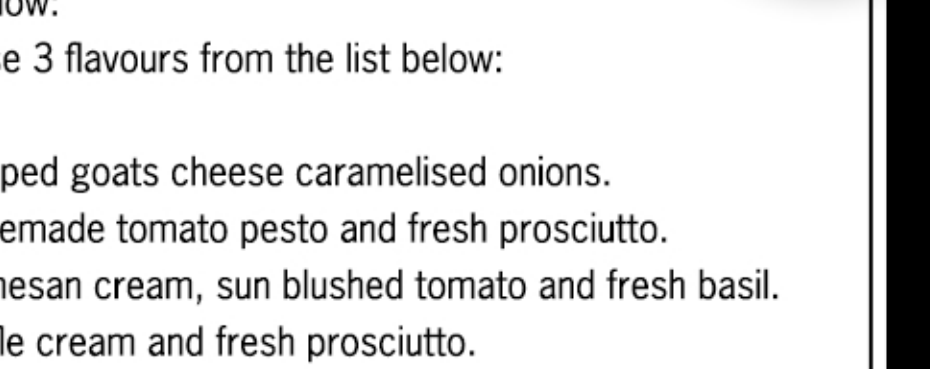 low:
e 3 flavours from the list below:
ped goats cheese caramelised onions.
emade tomato pesto and fresh prosciutto.
nesan cream, sun blushed tomato and fresh basil.
le cream and fresh prosciutto.